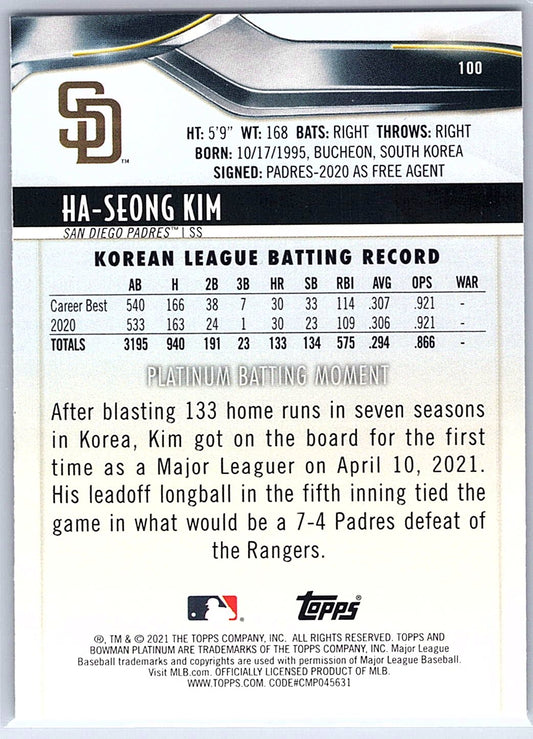 100
SD™
HT: 5'9" WT: 168 BATS: RIGHT THROWS: RIGHT
BORN: 10/17/1995, BUCHEON, SOUTH KOREA
SIGNED: PADRES-2020 AS FREE AGENT
HA-SEONG KIM
SAN DIEGO PADRES™ | SS
KOREAN LEAGUE BATTING RECORD
AB H 2B 3B HR SB RBI AVG OPS WAR
Career Best 540 166 38 7 30 33 114 .307 .921 -
2020 533 163 24 1 30 23 109 .306 .921 -
TOTALS 3195 940 191 23 133 134 575 .294 .866 -
PLATINUM BATTING MOMENT
After blasting 133 home runs in seven seasons
in Korea, Kim got on the board for the first
time as a Major Leaguer on April 10, 2021.
His leadoff longball in the fifth inning tied the
game in what would be a 7-4 Padres defeat of
the Rangers.
® topps®
®, TM & © 2021 THE TOPPS COMPANY, INC. ALL RIGHTS RESERVED. TOPPS AND
BOWMAN PLATINUM ARE TRADEMARKS OF THE TOPPS COMPANY, INC. Major League
Baseball trademarks and copyrights are used with permission of Major League Baseball.
Visit MLB.com. OFFICIALLY LICENSED PRODUCT OF MLB.
WWW.TOPPS.COM. CODE#CMP045631